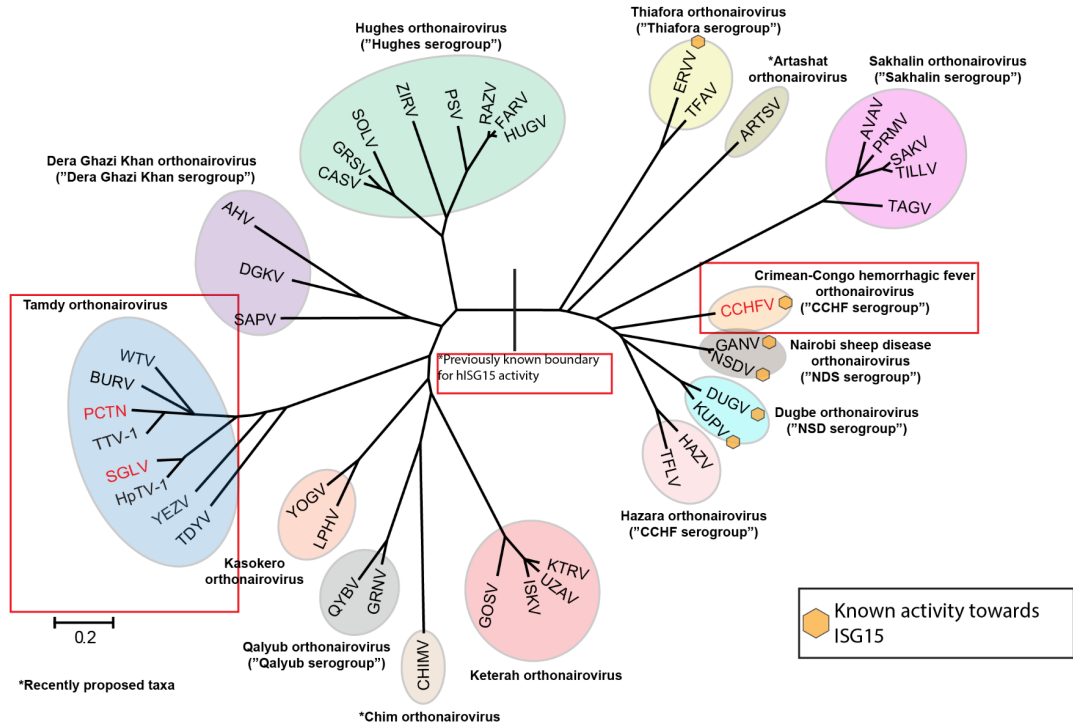 Thiafora orthonairovirus
("Thiafora serogroup")
ERVV
TFAV
*Artashat
orthonairovirus
ARTSV
Sakhalin orthonairovirus
("Sakhalin serogroup")
AVAV
PRMV
SAKV
TILLV
TAGV
Hughes orthonairovirus
("Hughes serogroup")
CASV
GRSV
SOLV
ZIRV
PSV
RAZV
FARV
HUGV
Dera Ghazi Khan orthonairovirus
("Dera Ghazi Khan serogroup")
AHV
DGKV
SAPV
Crimean-Congo hemorrhagic fever
orthonairovirus
("CCHF serogroup")
CCHFV
GANV
NSDV
Nairobi sheep disease
orthonairovirus
("NDS serogroup")
DUGV
KUPV
Dugbe orthonairovirus
("NSD serogroup")
HAZV
TFLV
Hazara orthonairovirus
("CCHF serogroup")
*Previously known boundary
for hISG15 activity
Tamdy orthonairovirus
WTV
BURV
PCTN
TTV-1
SGLV
HpTV-1
YEZV
TDYV
0.2
*Recently proposed taxa
YOGV
LPHV
Kasokero
orthonairovirus
QYBV
GRNV
Qalyub orthonairovirus
("Qalyub serogroup")
CHIMV
*Chim orthonairovirus
GOSV
ISKV
UZAV
KTRV
Keterah orthonairovirus
Known activity towards
ISG15